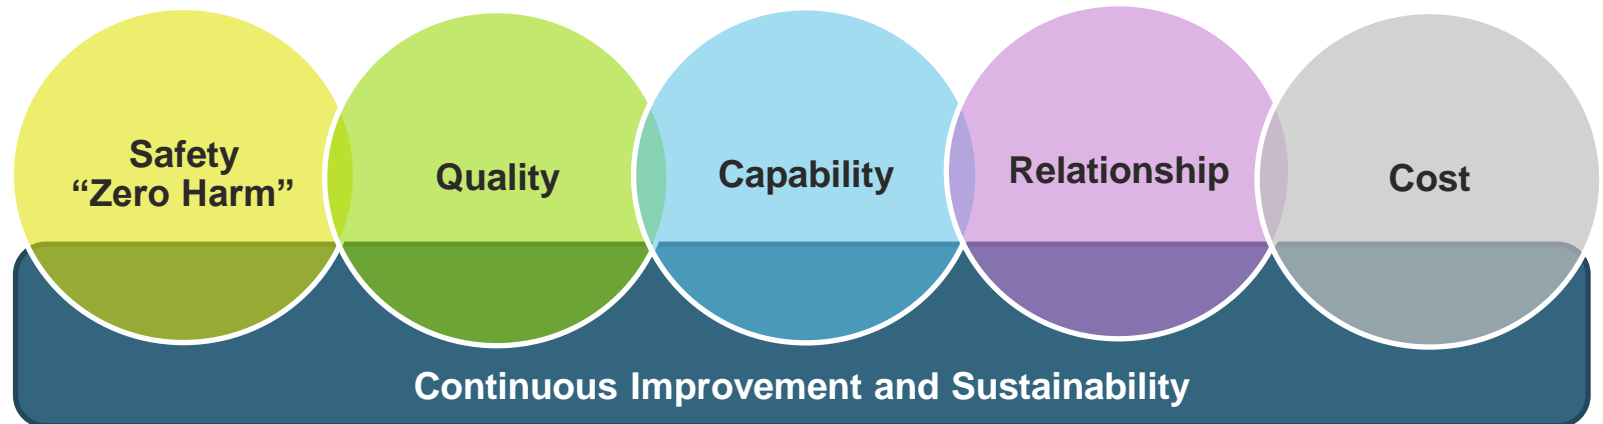 Safety
“Zero Harm”
Quality
Capability
Relationship
Cost
Continuous Improvement and Sustainability